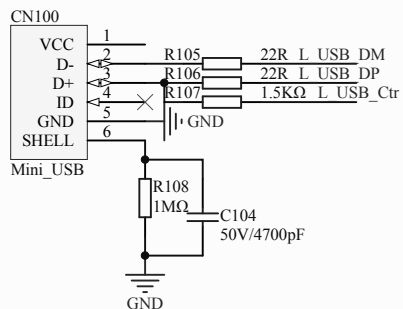 CN100
VCC 1
D- 2 R105 22R L_USB_DM
D+ 3 R106 22R L_USB_DP
ID 4 R107 1.5KΩ L_USB_Ctr
GND 5 GND
SHELL 6
Mini_USB
R108
1MΩ
C104
50V/4700pF
GND